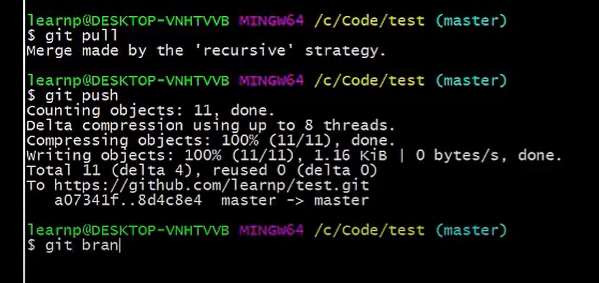 learnp@DESKTOP-VNHTVVB MINGW64 /c/Code/test (master)
$ git pull
Merge made by the 'recursive' strategy.
learnp@DESKTOP-VNHTVVB MINGW64 /c/Code/test (master)
$ git push
Counting objects: 11, done.
Delta compression using up to 8 threads.
Compressing objects: 100% (11/11), done.
Writing objects: 100% (11/11), 1.16 KiB | 0 bytes/s, done.
Total 11 (delta 4), reused 0 (delta 0)
To https://github.com/learnp/test.git
a07341f..8d4c8e4 master -> master
learnp@DESKTOP-VNHTVVB MINGW64 /c/Code/test (master)
$ git bran